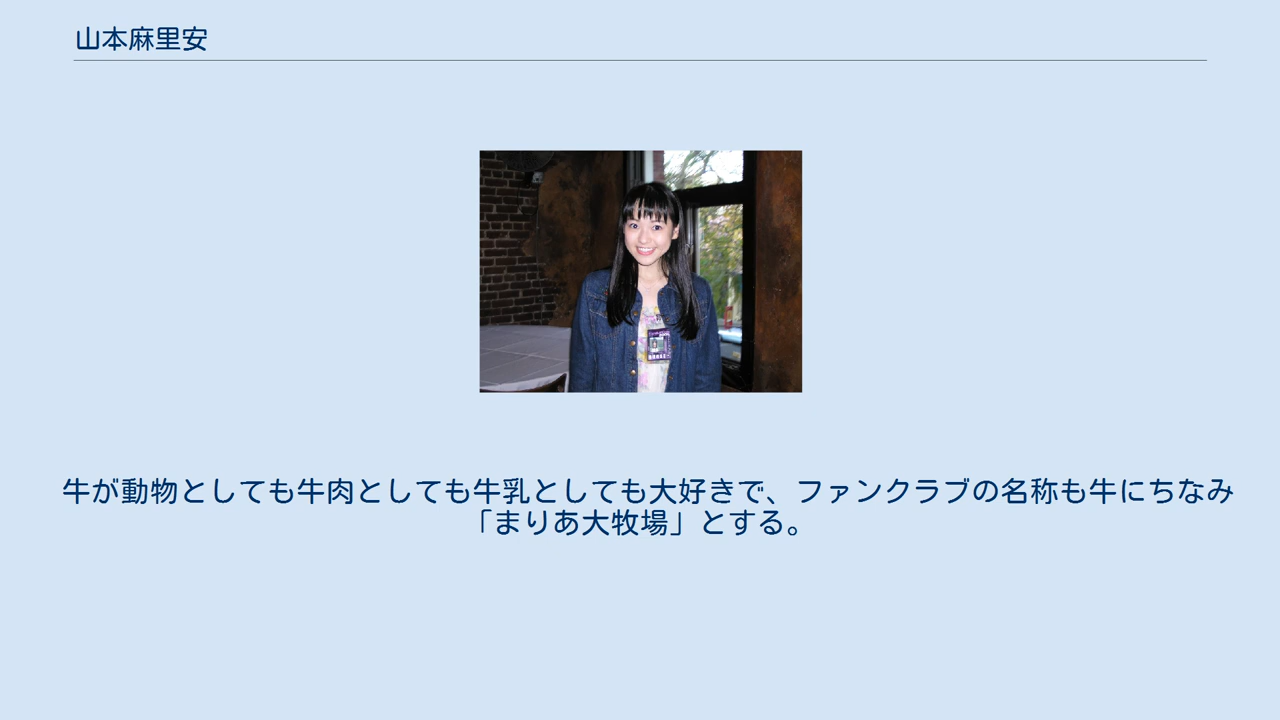 山本麻里安
牛が動物としても牛肉としても牛乳としても大好きで、ファンクラブの名称も牛にちなみ
「まりあ大牧場」とする。